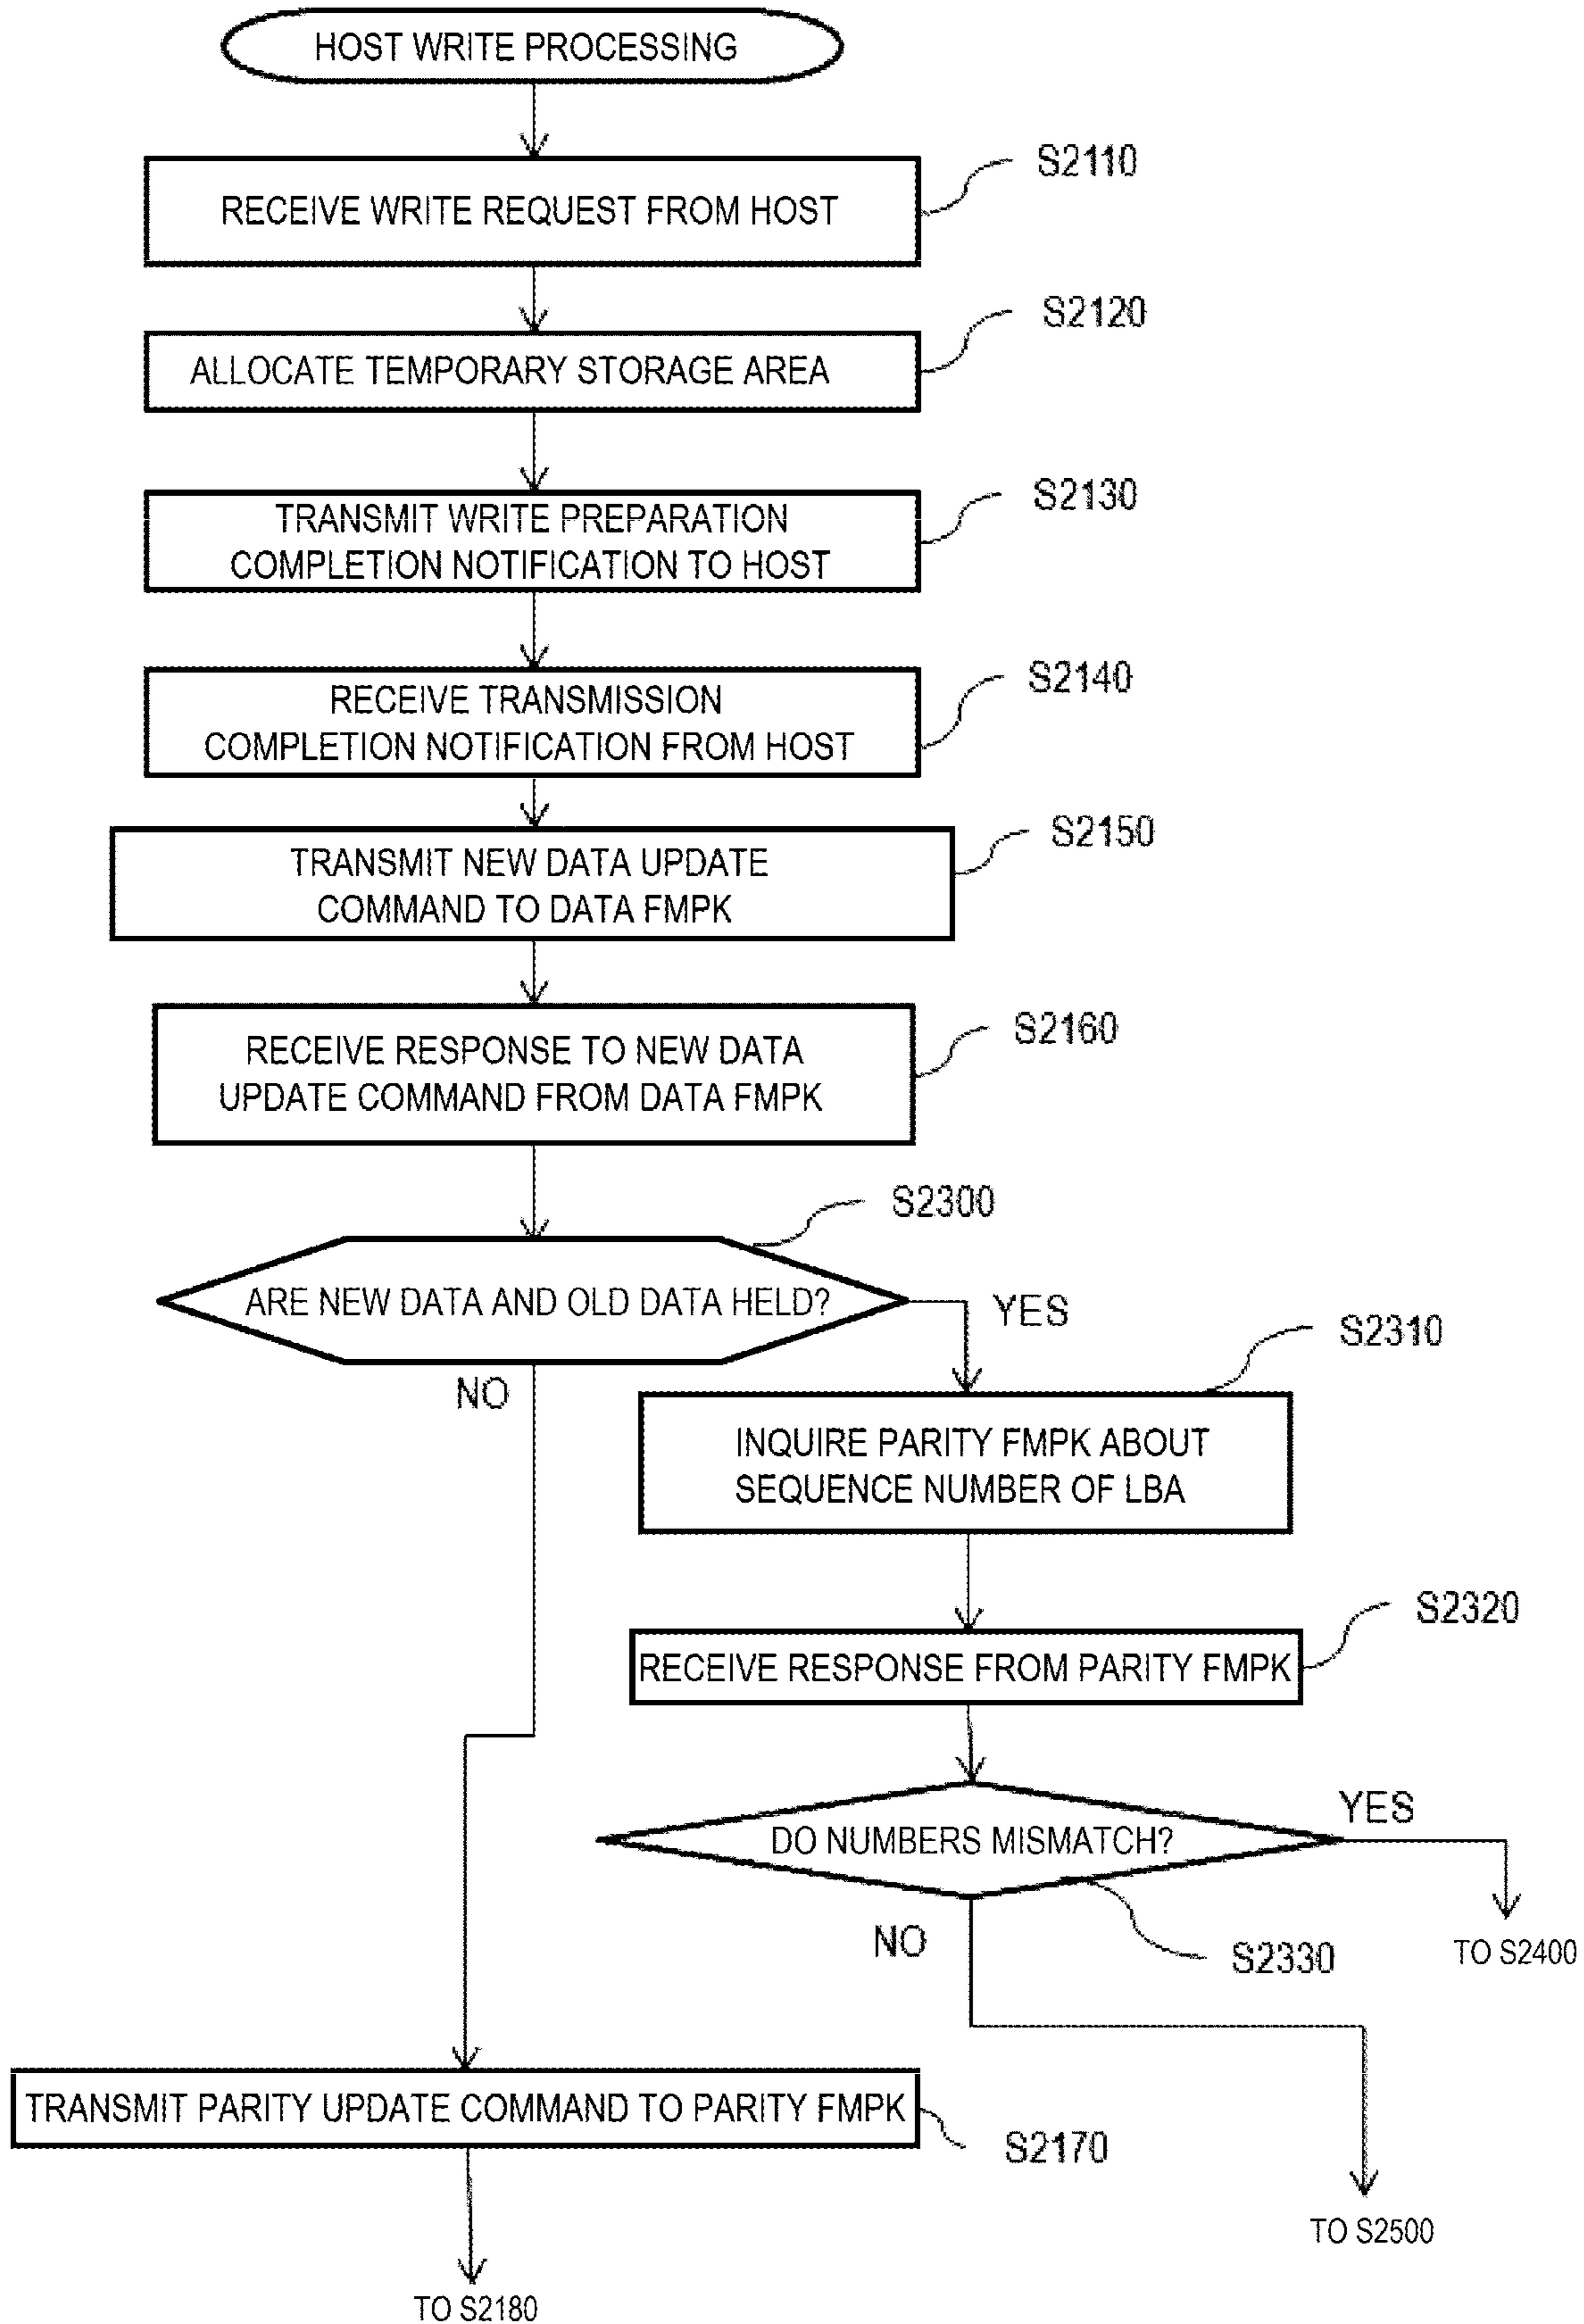 HOST WRITE PROCESSING
S2110
RECEIVE WRITE REQUEST FROM HOST
S2120
ALLOCATE TEMPORARY STORAGE AREA
S2130
TRANSMIT WRITE PREPARATION
COMPLETION NOTIFICATION TO HOST
S2140
RECEIVE TRANSMISSION
COMPLETION NOTIFICATION FROM HOST
S2150
TRANSMIT NEW DATA UPDATE
COMMAND TO DATA FMPK
S2160
RECEIVE RESPONSE TO NEW DATA
UPDATE COMMAND FROM DATA FMPK
S2300
ARE NEW DATA AND OLD DATA HELD?
YES
NO
S2310
INQUIRE PARITY FMPK ABOUT
SEQUENCE NUMBER OF LBA
S2320
RECEIVE RESPONSE FROM PARITY FMPK
DO NUMBERS MISMATCH?
YES
NO
S2330
TO S2400
TRANSMIT PARITY UPDATE COMMAND TO PARITY FMPK
S2170
TO S2500
TO S2180